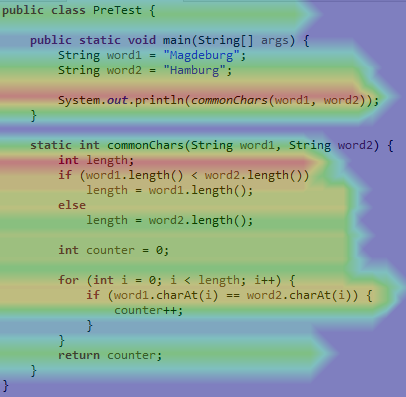 public class PreTest {
    public static void main(String[] args) {
        String word1 = "Magdeburg";
        String word2 = "Hamburg";
        System.out.println(commonChars(word1, word2));
    }
    static int commonChars(String word1, String word2) {
        int length;
        if (word1.length() < word2.length())
            length = word1.length();
        else
            length = word2.length();
        int counter = 0;
        for (int i = 0; i < length; i++) {
            if (word1.charAt(i) == word2.charAt(i)) {
                counter++;
            }
        }
        return counter;
    }
}